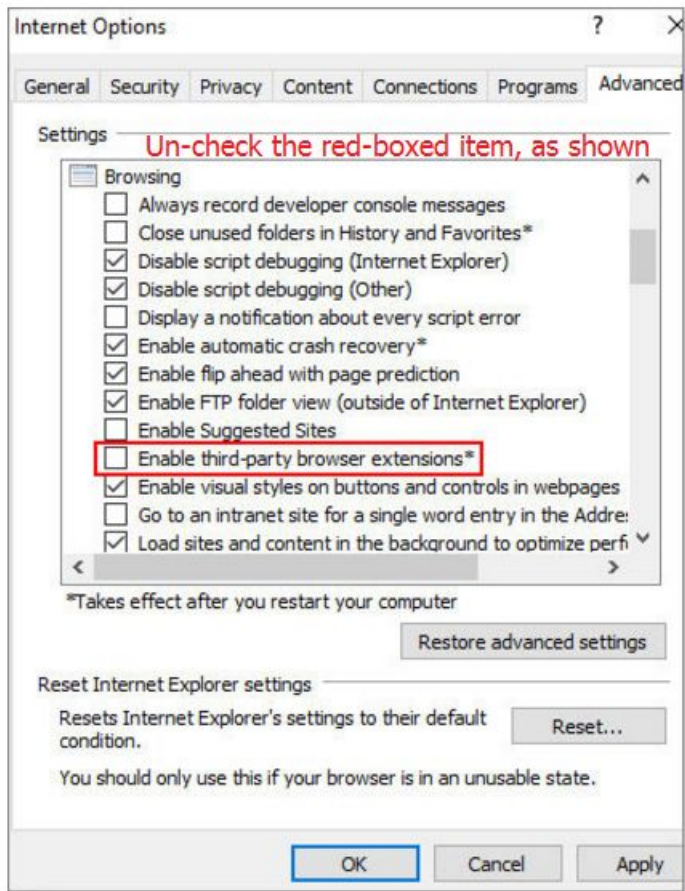 Internet Options
General Security Privacy Content Connections Programs Advanced
Settings
Un-check the red-boxed item, as shown
Browsing
Always record developer console messages
Close unused folders in History and Favorites*
Disable script debugging (Internet Explorer)
Disable script debugging (Other)
Display a notification about every script error
Enable automatic crash recovery*
Enable flip ahead with page prediction
Enable FTP folder view (outside of Internet Explorer)
Enable Suggested Sites
Enable third-party browser extensions*
Enable visual styles on buttons and controls in webpages
Go to an intranet site for a single word entry in the Addre
Load sites and content in the background to optimize perf
*Takes effect after you restart your computer
Restore advanced settings
Reset Internet Explorer settings
Resets Internet Explorer's settings to their default
condition.
Reset...
You should only use this if your browser is in an unusable state.
OK Cancel Apply